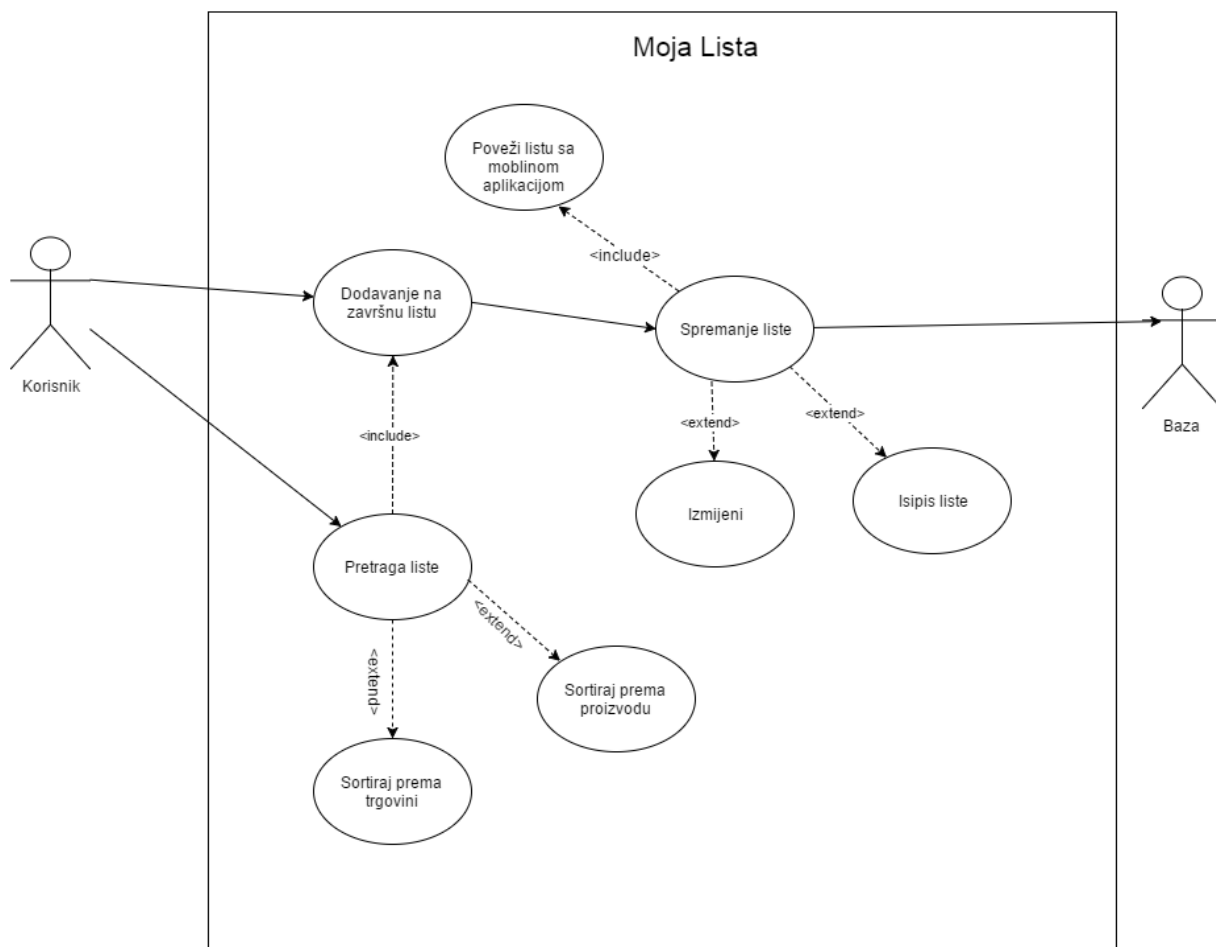 Moja Lista
Poveži listu sa
moblinom
aplikacijom
<include>
Dodavanje na
završnu listu
Spremanje liste
Korisnik
Baza
<include>
<extend>
<extend>
Izmijeni
Isipis liste
Pretraga liste
<extend>
<extend>
Sortiraj prema
proizvodu
Sortiraj prema
trgovini